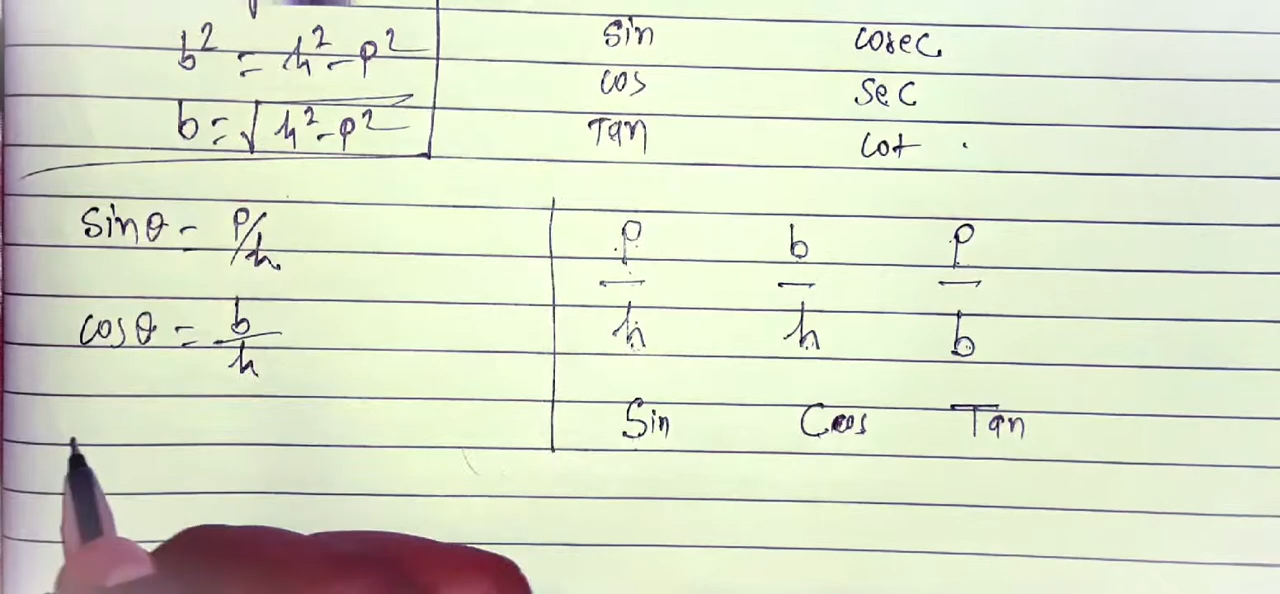 b² = h² - p²
b = √h² - p²
Sin cosec
cos sec
Tan cot
Sinθ = P/h
cosθ = b/h
P/h b/h P/b
Sin Cos Tan